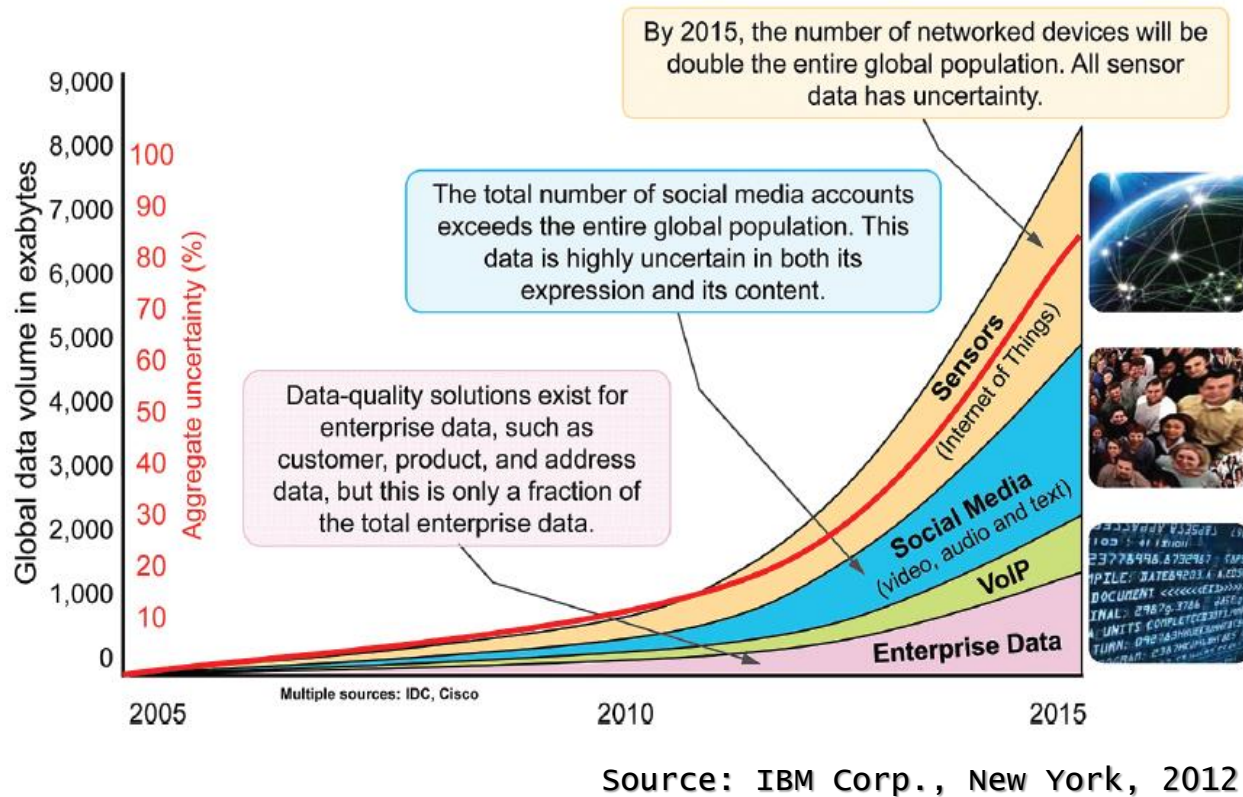 By 2015, the number of networked devices will be
double the entire global population. All sensor
data has uncertainty.
The total number of social media accounts
exceeds the entire global population. This
data is highly uncertain in both its
expression and its content.
Data-quality solutions exist for
enterprise data, such as
customer, product, and address
data, but this is only a fraction of
the total enterprise data.
Global data volume in exabytes
9,000
8,000
7,000
6,000
5,000
4,000
3,000
2,000
1,000
0
Aggregate uncertainty (%)
100
90
80
70
60
50
40
30
20
10
Sensors
(Internet of Things)
Social Media
(video, audio and text)
VoIP
Enterprise Data
Multiple sources: IDC, Cisco
2005
2010
2015
Source: IBM Corp., New York, 2012